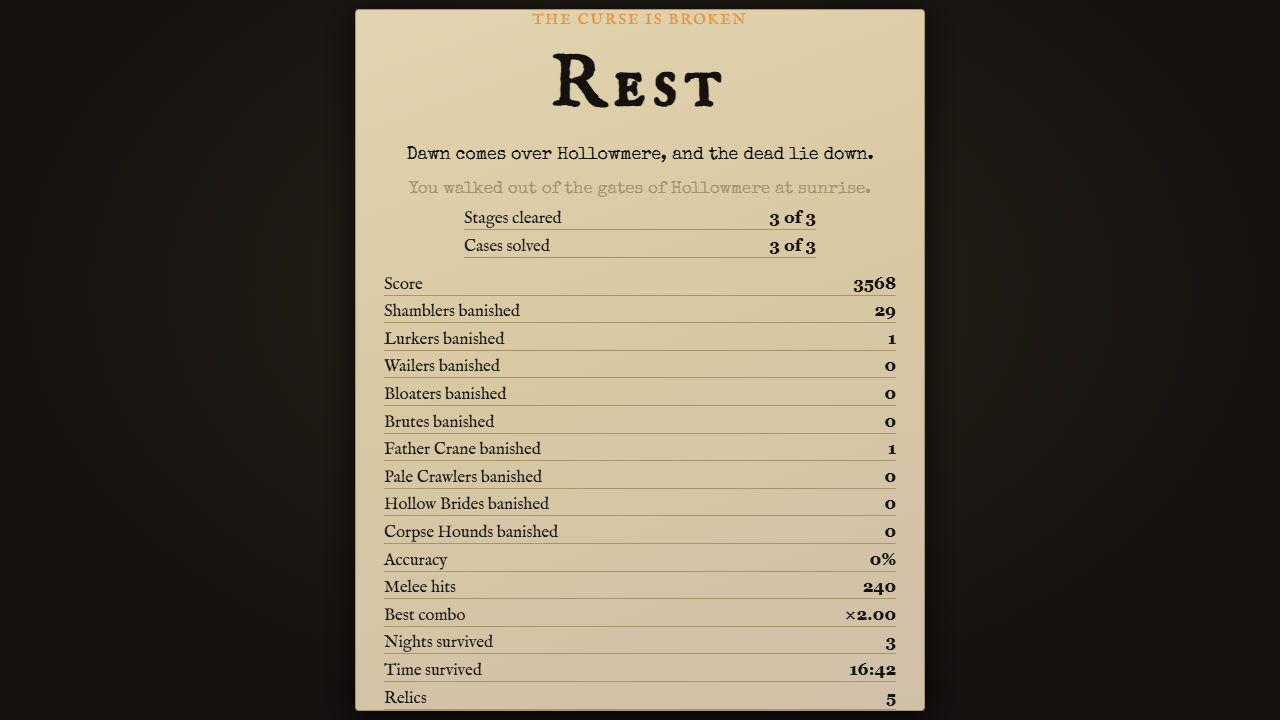 THE CURSE IS BROKEN
REST
Dawn comes over Hollowmere, and the dead lie down.
You walked out of the gates of Hollowmere at sunrise.
Stages cleared 3 of 3
Cases solved 3 of 3
Score 3568
Shamblers banished 29
Lurkers banished 1
Wailers banished 0
Bloaters banished 0
Brutes banished 0
Father Crane banished 1
Pale Crawlers banished 0
Hollow Brides banished 0
Corpse Hounds banished 0
Accuracy 0%
Melee hits 240
Best combo ×2.00
Nights survived 3
Time survived 16:42
Relics 5